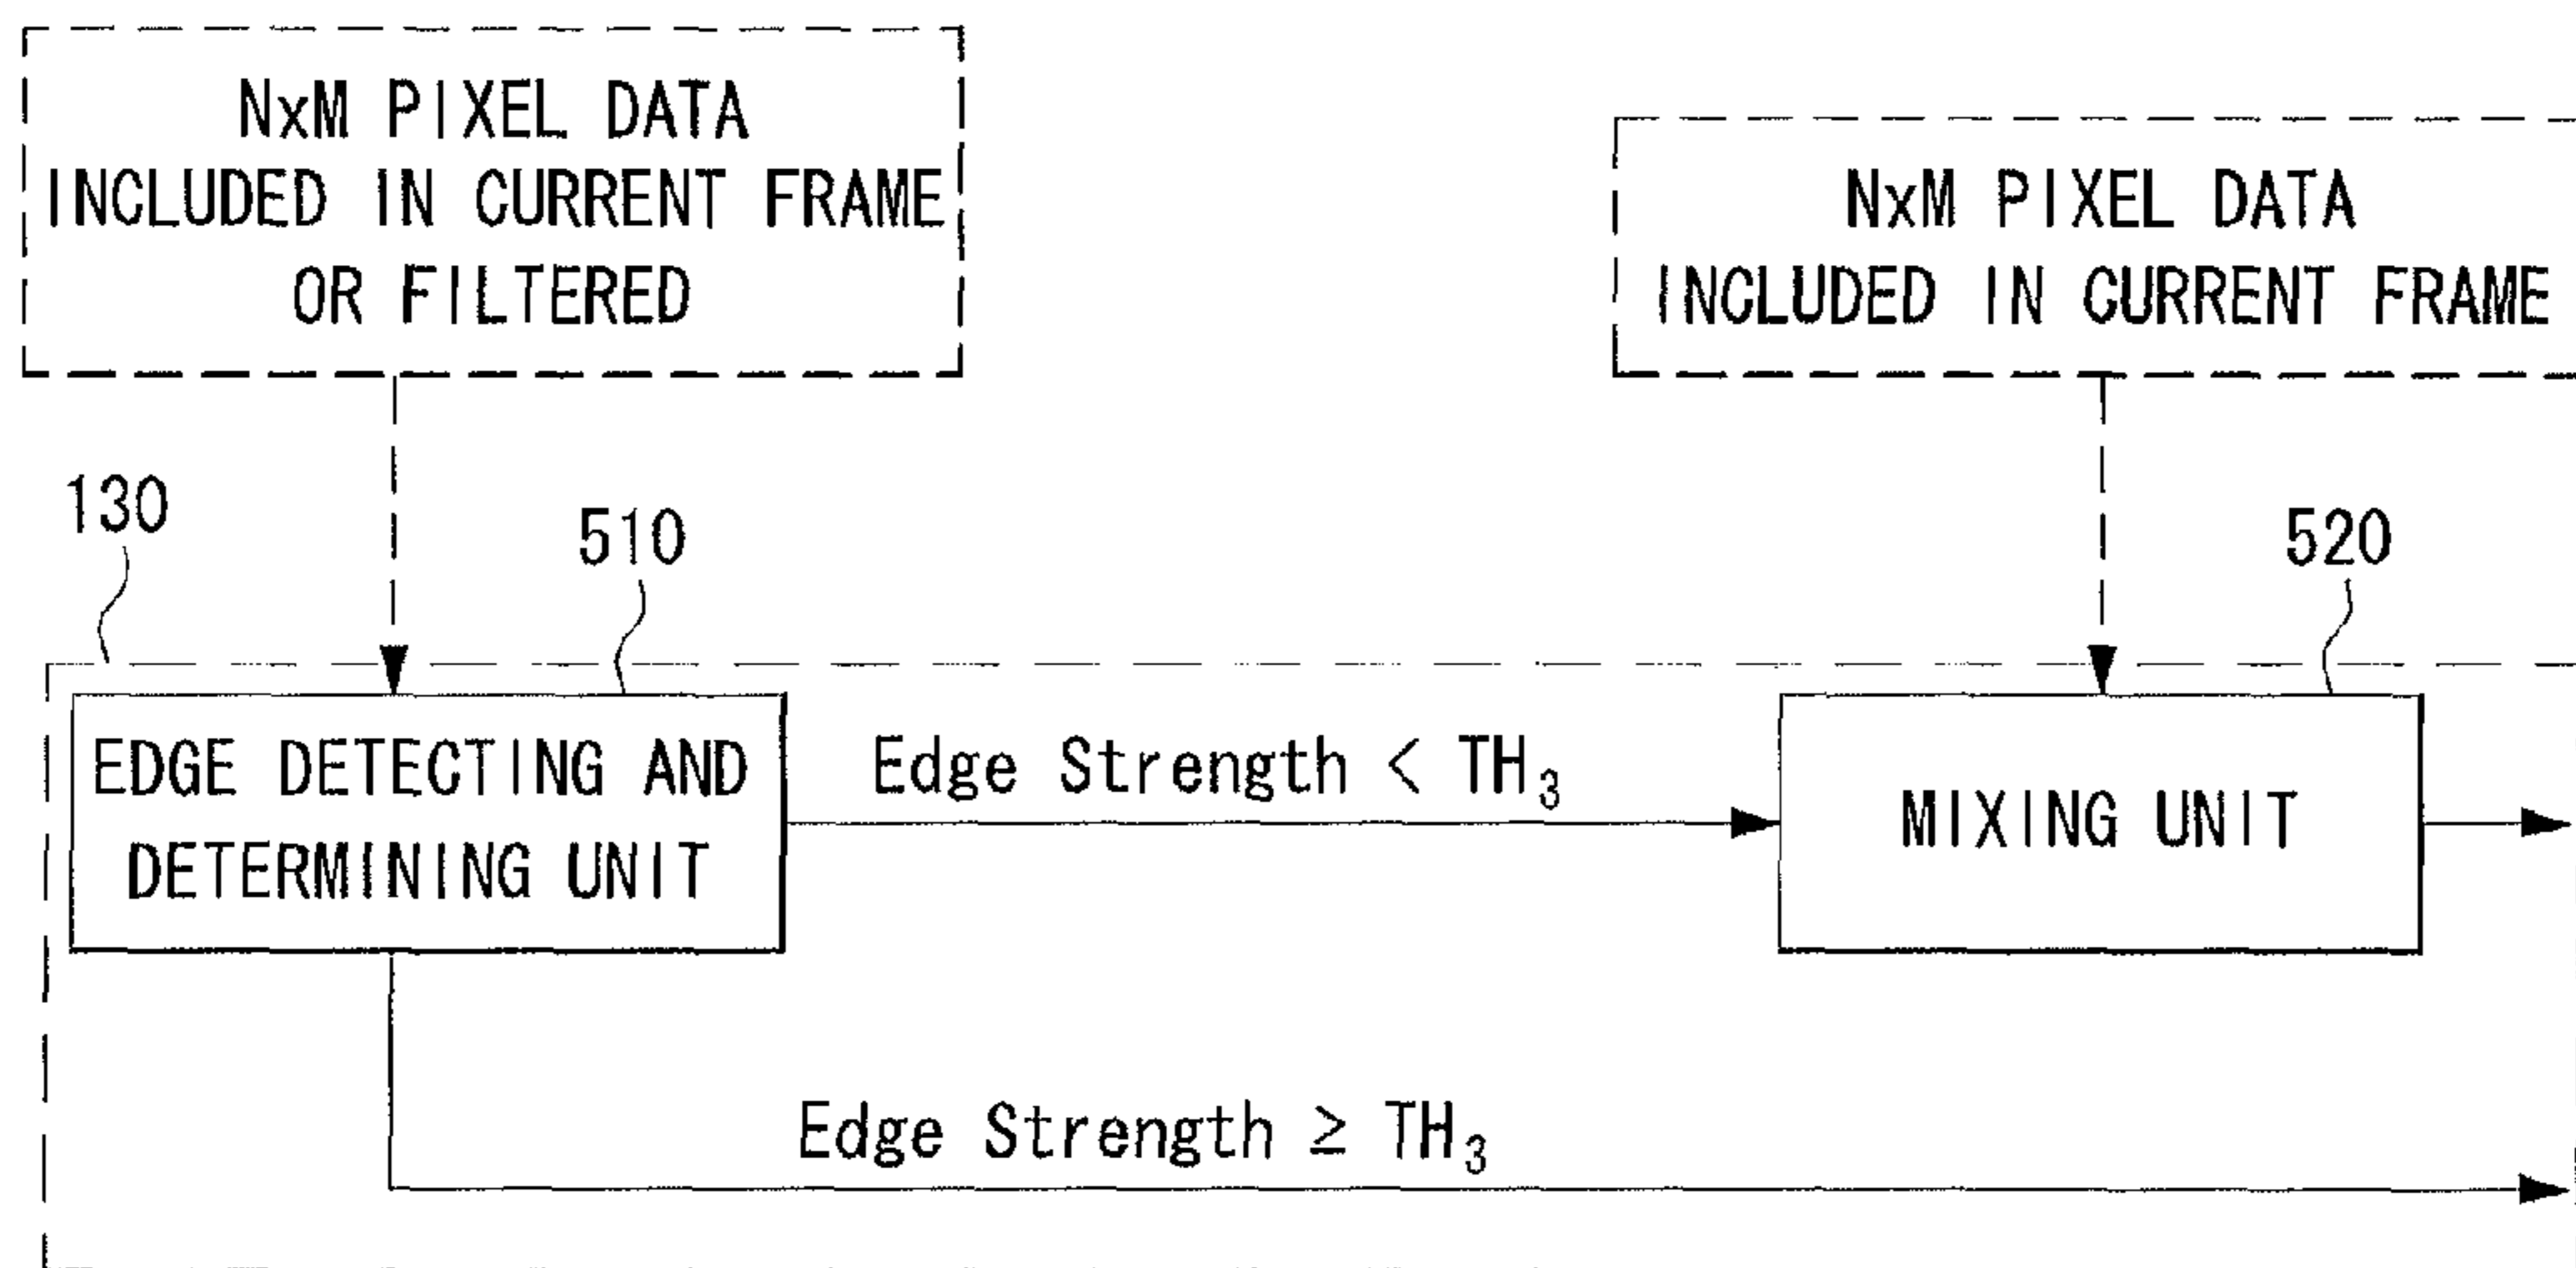 NxM PIXEL DATA
INCLUDED IN CURRENT FRAME
OR FILTERED
NxM PIXEL DATA
INCLUDED IN CURRENT FRAME
130
510
520
EDGE DETECTING AND
DETERMINING UNIT
Edge Strength < TH₃
MIXING UNIT
Edge Strength ≥ TH₃